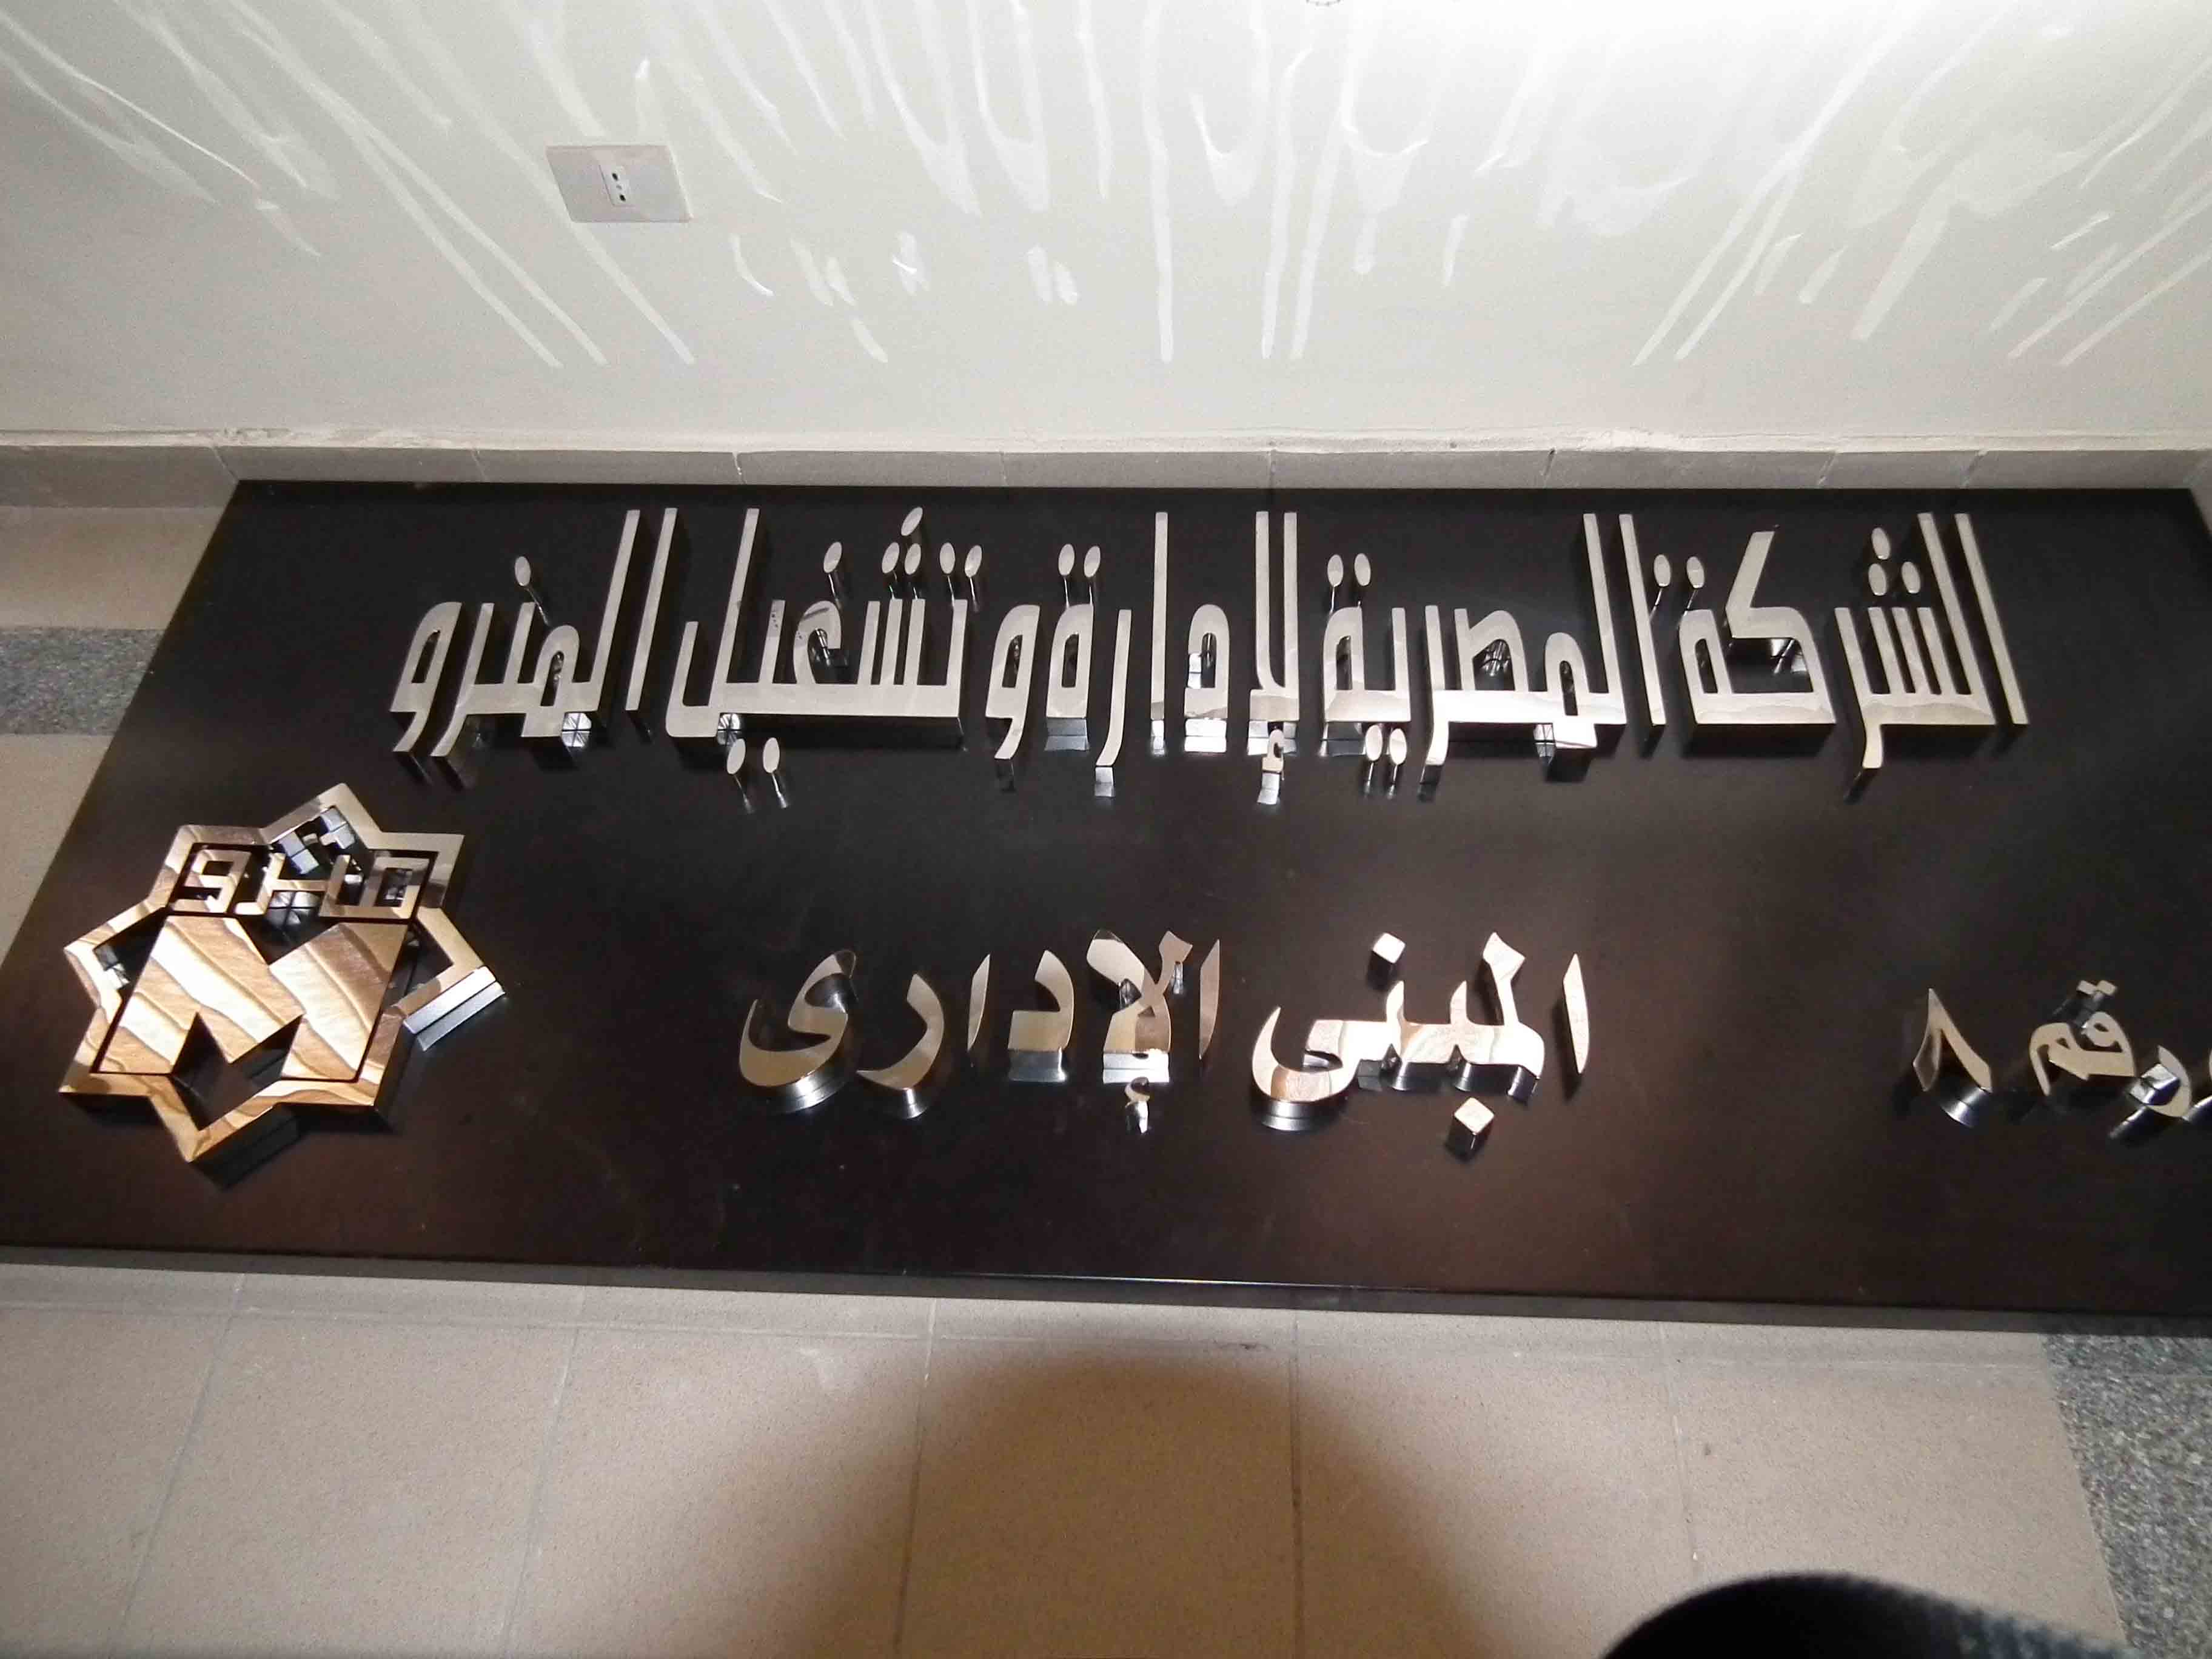 الشركة المصرية لإدارة وتشغيل المترو
المبنى الإدارى
رقم ٨
مترو
M